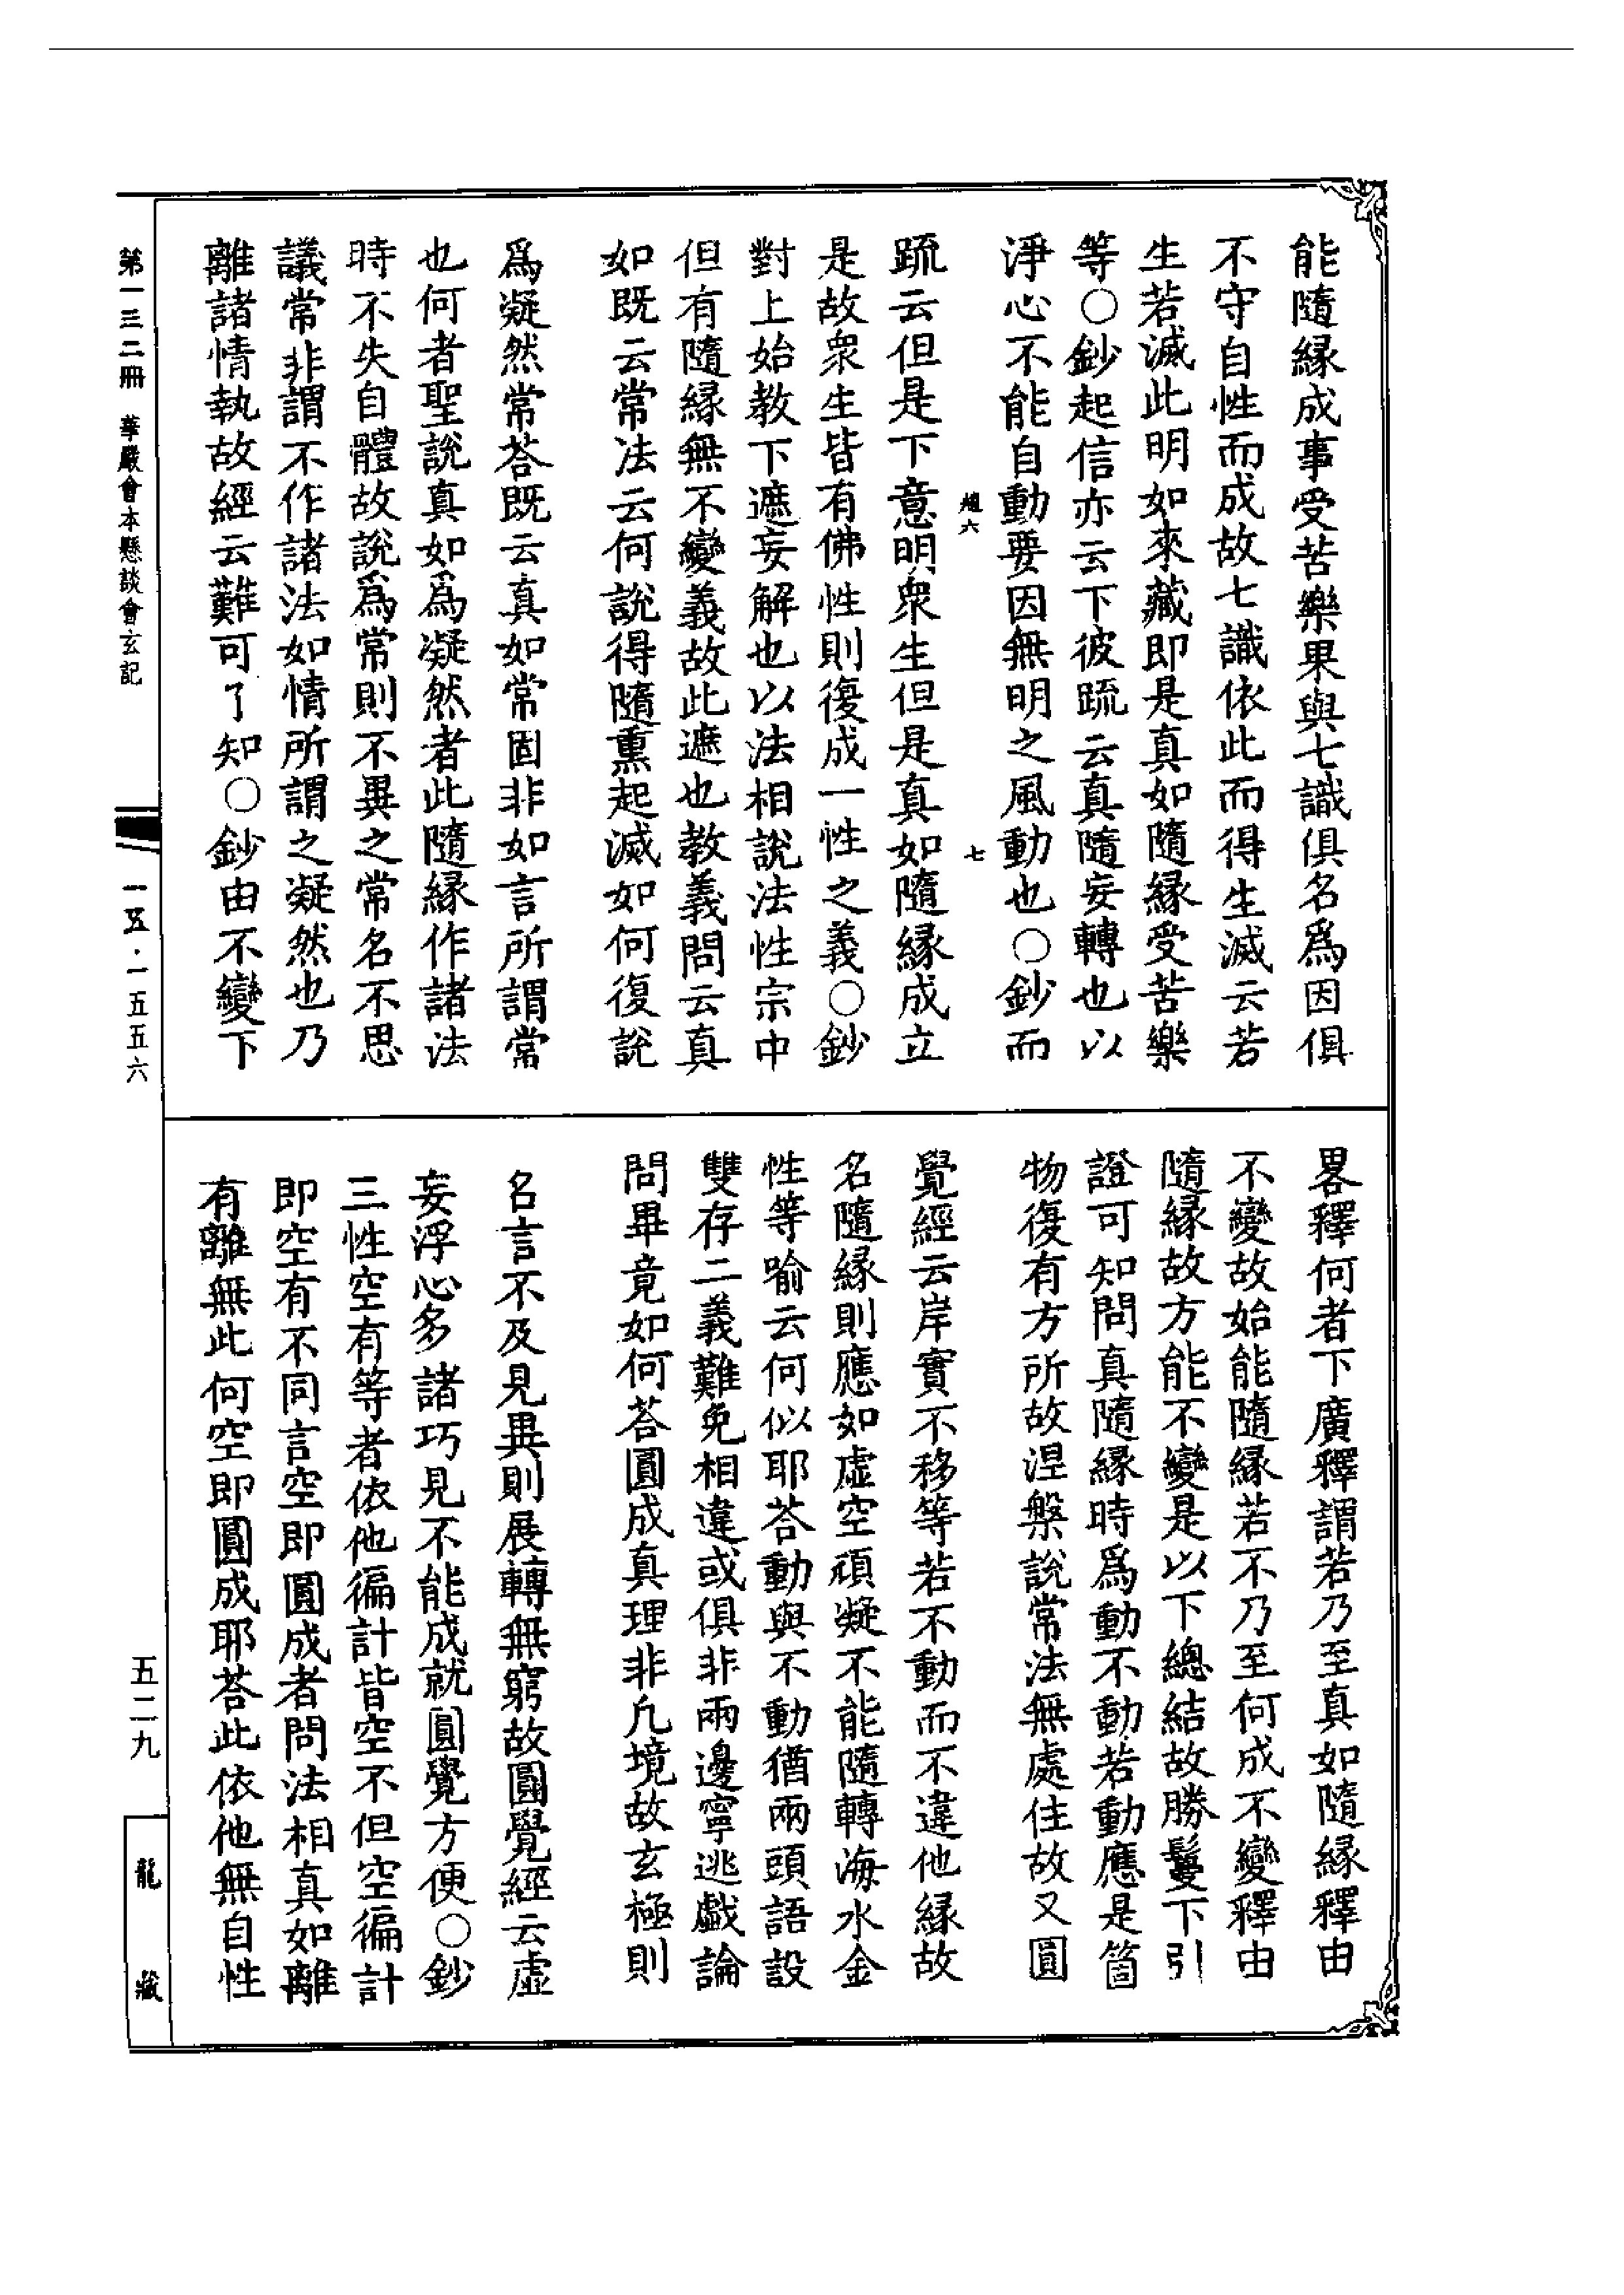 能隨縁成事受苦樂果與七識俱名爲因俱
不守自性而成故七識依此而得生滅云若
生若滅此明如來藏即是真如隨縁受苦樂
等○鈔起信亦云下彼䟽云真隨妄轉也以
淨心不能自動要因無明之風動也○鈔而
六
七
䟽云但是下意明衆生但是真如隨縁成立
是故衆生皆有佛性則復成一性之義○鈔
對上始教下遮妄解也以法相說法性宗中
但有隨縁無不變義故此遮也教義問云真
如既云常法云何說得隨熏起滅如何復說
爲凝然常荅既云真如常固非如言所謂常
也何者聖說真如爲凝然者此隨縁作諸法
時不失自體故說爲常則不異之常名不思
議常非謂不作諸法如情所謂之凝然也乃
離諸情執故經云難可了知○鈔由不變下
畧釋何者下廣釋謂若乃至真如隨縁釋由
不變故始能隨縁若不乃至何成不變釋由
隨縁故方能不變是以下總結故勝鬘下引
證可知問真隨縁時爲動不動若動應是箇
物復有方所故涅槃說常法無處住故又圓
覺經云岸實不移等若不動而不違他縁故
名隨縁則應如虛空頑凝不能隨轉海水金
性等喻云何似耶荅動與不動猶兩頭語設
雙存二義難免相違或俱非兩邊寧逃戲論
問畢竟如何荅圓成真理非凡境故玄極則
名言不及見異則展轉無窮故圓覺經云虛
妄浮心多諸巧見不能成就圓覺方便○鈔
三性空有等者依他徧計皆空不但空徧計
即空有不同言空即圓成者問法相真如離
有離無此何空即圓成耶荅此依他無自性
第一三二冊 華嚴會本懸談會玄記
一五·一五五六
五二九
龍藏